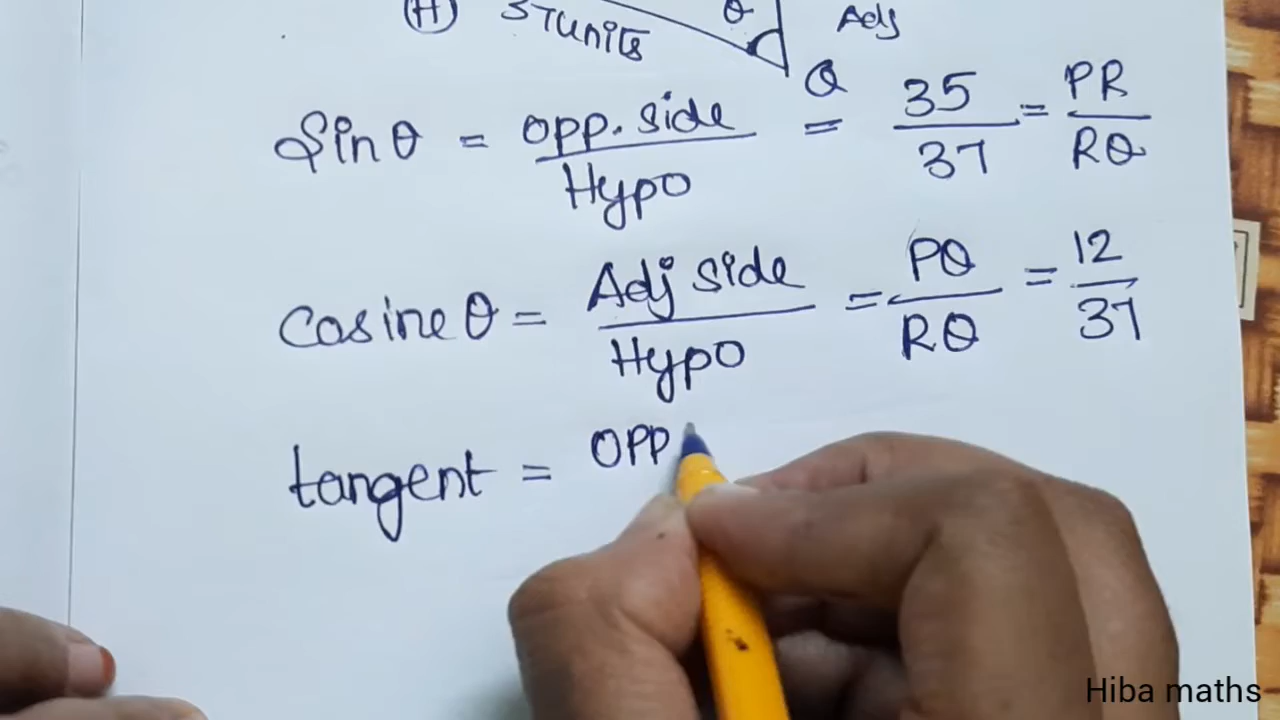 H 37units θ Adj
Q
Sin θ = Opp. side / Hypo = 35 / 37 = PR / RQ
Cosine θ = Adj side / Hypo = PQ / RQ = 12 / 37
tangent = OPP
Hiba maths